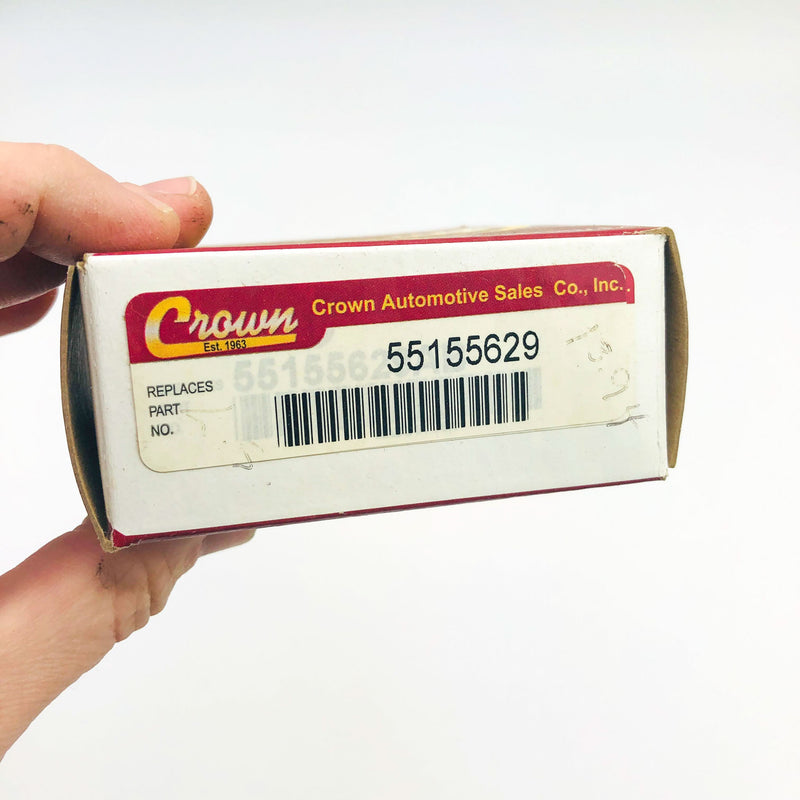 Crown
Est. 1963
Crown Automotive Sales Co., Inc.
55155629
REPLACES
PART
NO.